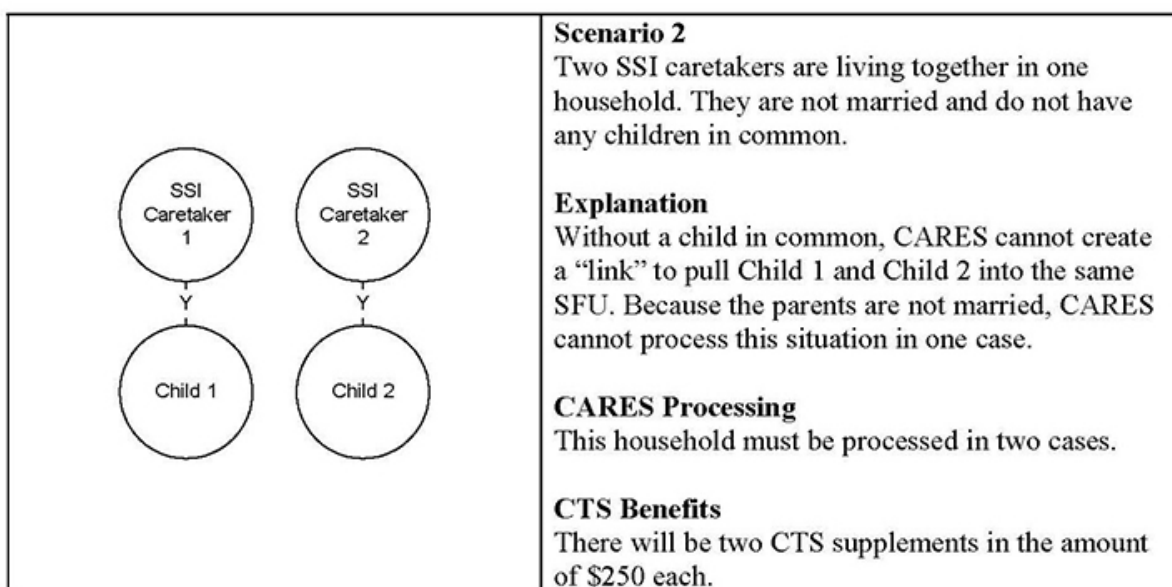 SSI
Caretaker
1
SSI
Caretaker
2
Y
Y
Child 1
Child 2
Scenario 2
Two SSI caretakers are living together in one
household. They are not married and do not have
any children in common.
Explanation
Without a child in common, CARES cannot create
a “link” to pull Child 1 and Child 2 into the same
SFU. Because the parents are not married, CARES
cannot process this situation in one case.
CARES Processing
This household must be processed in two cases.
CTS Benefits
There will be two CTS supplements in the amount
of $250 each.